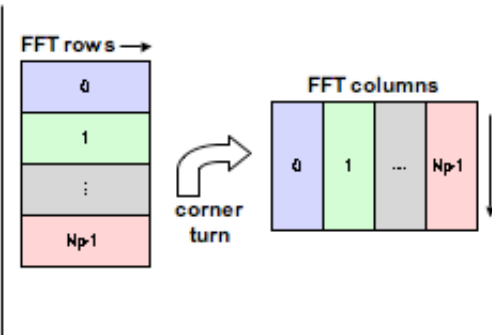 FFT rows
0
1
⋮
Np-1
corner
turn
FFT columns
0
1
...
Np-1